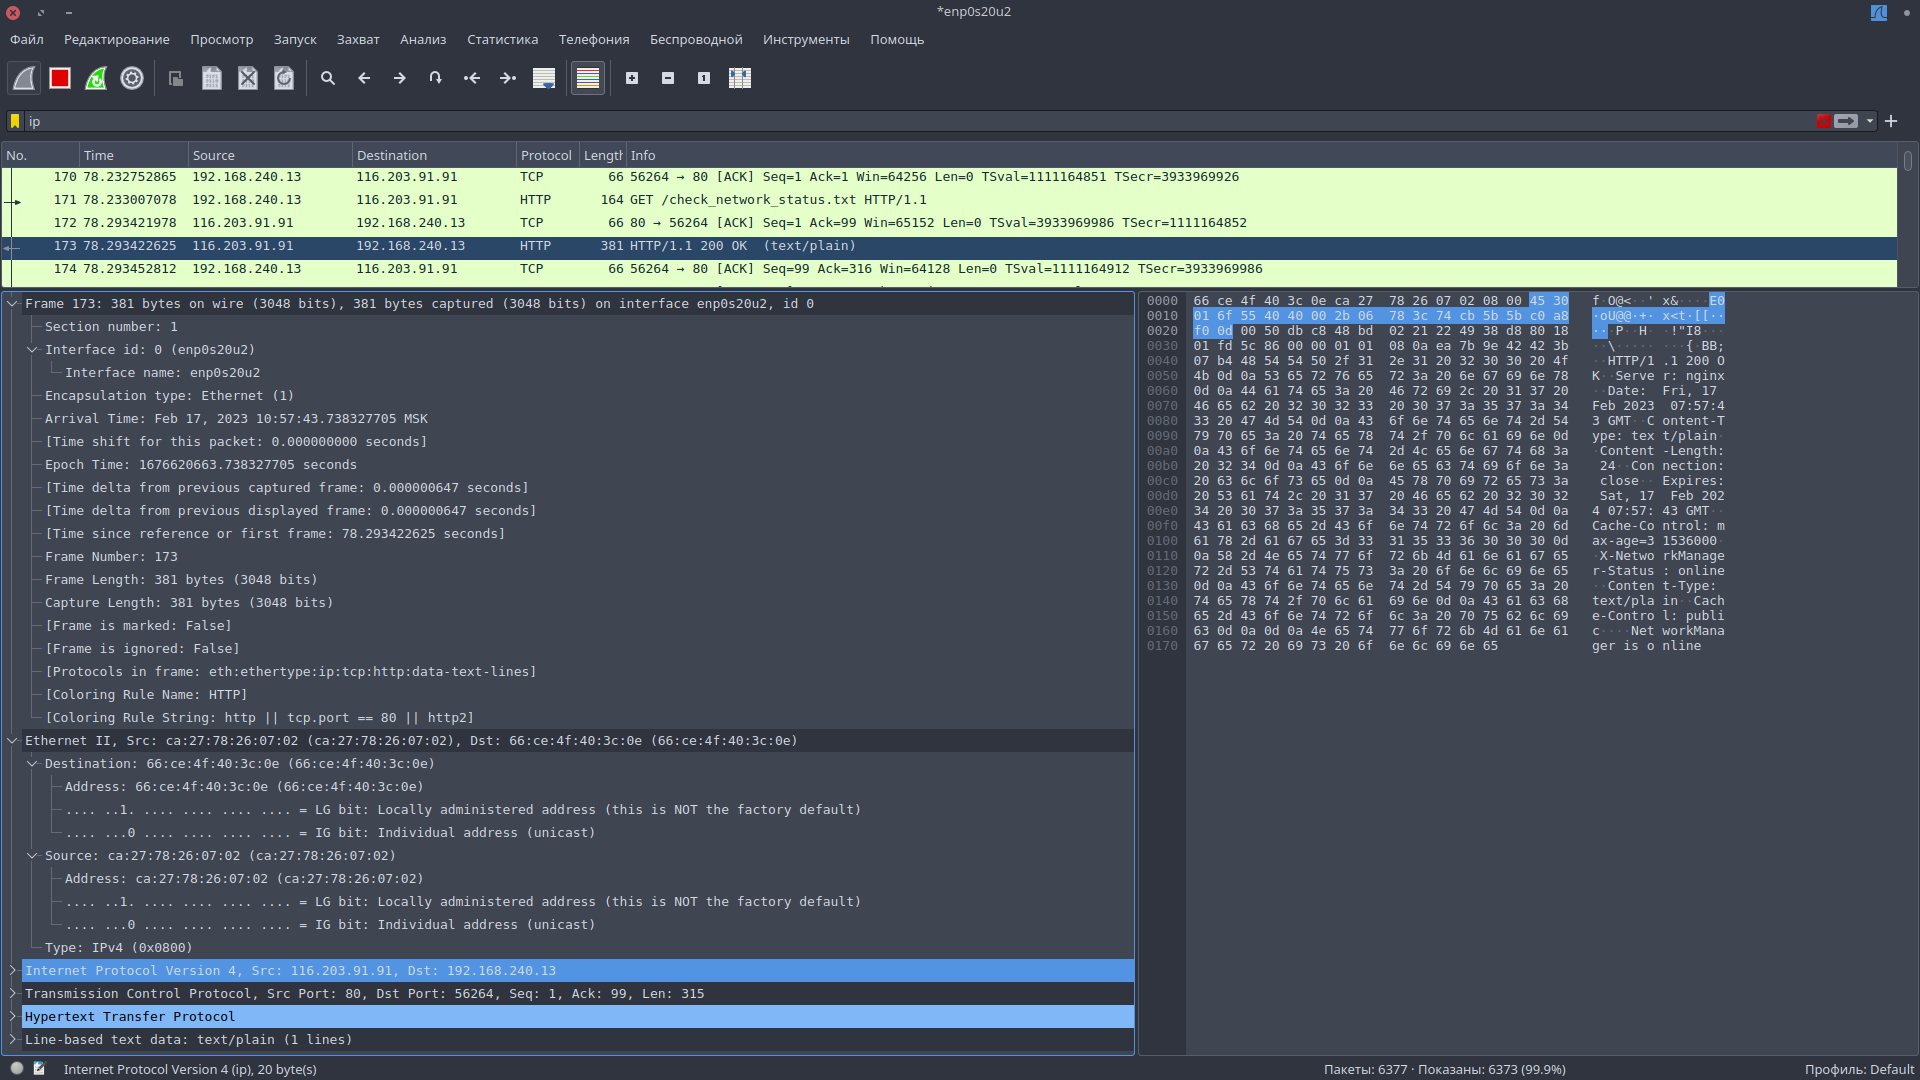 *enp0s20u2
Файл Редактирование Просмотр Запуск Захват Анализ Статистика Телефония Беспроводной Инструменты Помощь
ip
No. Time Source Destination Protocol Length Info
170 78.232752865 192.168.240.13 116.203.91.91 TCP 66 56264 → 80 [ACK] Seq=1 Ack=1 Win=64256 Len=0 TSval=1111164851 TSecr=3933969926
171 78.233007078 192.168.240.13 116.203.91.91 HTTP 164 GET /check_network_status.txt HTTP/1.1
172 78.293421978 116.203.91.91 192.168.240.13 TCP 66 80 → 56264 [ACK] Seq=1 Ack=99 Win=65152 Len=0 TSval=3933969986 TSecr=1111164852
173 78.293422625 116.203.91.91 192.168.240.13 HTTP 381 HTTP/1.1 200 OK  (text/plain)
174 78.293452812 192.168.240.13 116.203.91.91 TCP 66 56264 → 80 [ACK] Seq=99 Ack=316 Win=64128 Len=0 TSval=1111164912 TSecr=3933969986
Frame 173: 381 bytes on wire (3048 bits), 381 bytes captured (3048 bits) on interface enp0s20u2, id 0
Section number: 1
Interface id: 0 (enp0s20u2)
Interface name: enp0s20u2
Encapsulation type: Ethernet (1)
Arrival Time: Feb 17, 2023 10:57:43.738327705 MSK
[Time shift for this packet: 0.000000000 seconds]
Epoch Time: 1676620663.738327705 seconds
[Time delta from previous captured frame: 0.000000647 seconds]
[Time delta from previous displayed frame: 0.000000647 seconds]
[Time since reference or first frame: 78.293422625 seconds]
Frame Number: 173
Frame Length: 381 bytes (3048 bits)
Capture Length: 381 bytes (3048 bits)
[Frame is marked: False]
[Frame is ignored: False]
[Protocols in frame: eth:ethertype:ip:tcp:http:data-text-lines]
[Coloring Rule Name: HTTP]
[Coloring Rule String: http || tcp.port == 80 || http2]
Ethernet II, Src: ca:27:78:26:07:02 (ca:27:78:26:07:02), Dst: 66:ce:4f:40:3c:0e (66:ce:4f:40:3c:0e)
Destination: 66:ce:4f:40:3c:0e (66:ce:4f:40:3c:0e)
Address: 66:ce:4f:40:3c:0e (66:ce:4f:40:3c:0e)
.... ..1. .... .... .... .... = LG bit: Locally administered address (this is NOT the factory default)
.... ...0 .... .... .... .... = IG bit: Individual address (unicast)
Source: ca:27:78:26:07:02 (ca:27:78:26:07:02)
Address: ca:27:78:26:07:02 (ca:27:78:26:07:02)
.... ..1. .... .... .... .... = LG bit: Locally administered address (this is NOT the factory default)
.... ...0 .... .... .... .... = IG bit: Individual address (unicast)
Type: IPv4 (0x0800)
Internet Protocol Version 4, Src: 116.203.91.91, Dst: 192.168.240.13
Transmission Control Protocol, Src Port: 80, Dst Port: 56264, Seq: 1, Ack: 99, Len: 315
Hypertext Transfer Protocol
Line-based text data: text/plain (1 lines)
0000 66 ce 4f 40 3c 0e ca 27 78 26 07 02 08 00 45 30 f·O@<··' x&····E0
0010 01 6f 55 40 40 00 2b 06 78 3c 74 cb 5b 5b c0 a8 ·oU@@·+· x<t·[[··
0020 f0 0d 00 50 db c8 48 bd 02 21 22 49 38 d8 80 18 ···P··H· ·!"I8···
0030 01 fd 5c 86 00 00 01 01 08 0a ea 7b 9e 42 42 3b ··\····· ···{·BB;
0040 07 b4 48 54 54 50 2f 31 2e 31 20 32 30 30 20 4f ··HTTP/1 .1 200 O
0050 4b 0d 0a 53 65 72 76 65 72 3a 20 6e 67 69 6e 78 K··Serve r: nginx
0060 0d 0a 44 61 74 65 3a 20 46 72 69 2c 20 31 37 20 ··Date:  Fri, 17
0070 46 65 62 20 32 30 32 33 20 30 37 3a 35 37 3a 34 Feb 2023  07:57:4
0080 33 20 47 4d 54 0d 0a 43 6f 6e 74 65 6e 74 2d 54 3 GMT··C ontent-T
0090 79 70 65 3a 20 74 65 78 74 2f 70 6c 61 69 6e 0d ype: tex t/plain·
00a0 0a 43 6f 6e 74 65 6e 74 2d 4c 65 6e 67 74 68 3a ·Content -Length:
00b0 20 32 34 0d 0a 43 6f 6e 6e 65 63 74 69 6f 6e 3a  24··Con nection:
00c0 20 63 6c 6f 73 65 0d 0a 45 78 70 69 72 65 73 3a  close·· Expires:
00d0 20 53 61 74 2c 20 31 37 20 46 65 62 20 32 30 32  Sat, 17  Feb 202
00e0 34 20 30 37 3a 35 37 3a 34 33 20 47 4d 54 0d 0a 4 07:57: 43 GMT··
00f0 43 61 63 68 65 2d 43 6f 6e 74 72 6f 6c 3a 20 6d Cache-Co ntrol: m
0100 61 78 2d 61 67 65 3d 33 31 35 33 36 30 30 30 0d ax-age=3 1536000·
0110 0a 58 2d 4e 65 74 77 6f 72 6b 4d 61 6e 61 67 65 ·X-Netwo rkManage
0120 72 2d 53 74 61 74 75 73 3a 20 6f 6e 6c 69 6e 65 r-Status : online
0130 0d 0a 43 6f 6e 74 65 6e 74 2d 54 79 70 65 3a 20 ··Conten t-Type:
0140 74 65 78 74 2f 70 6c 61 69 6e 0d 0a 43 61 63 68 text/pla in··Cach
0150 65 2d 43 6f 6e 74 72 6f 6c 3a 20 70 75 62 6c 69 e-Contro l: publi
0160 63 0d 0a 0d 0a 4e 65 74 77 6f 72 6b 4d 61 6e 61 c····Net workMana
0170 67 65 72 20 69 73 20 6f 6e 6c 69 6e 65 ger is o nline
Internet Protocol Version 4 (ip), 20 byte(s)
Пакеты: 6377 · Показаны: 6373 (99.9%)
Профиль: Default